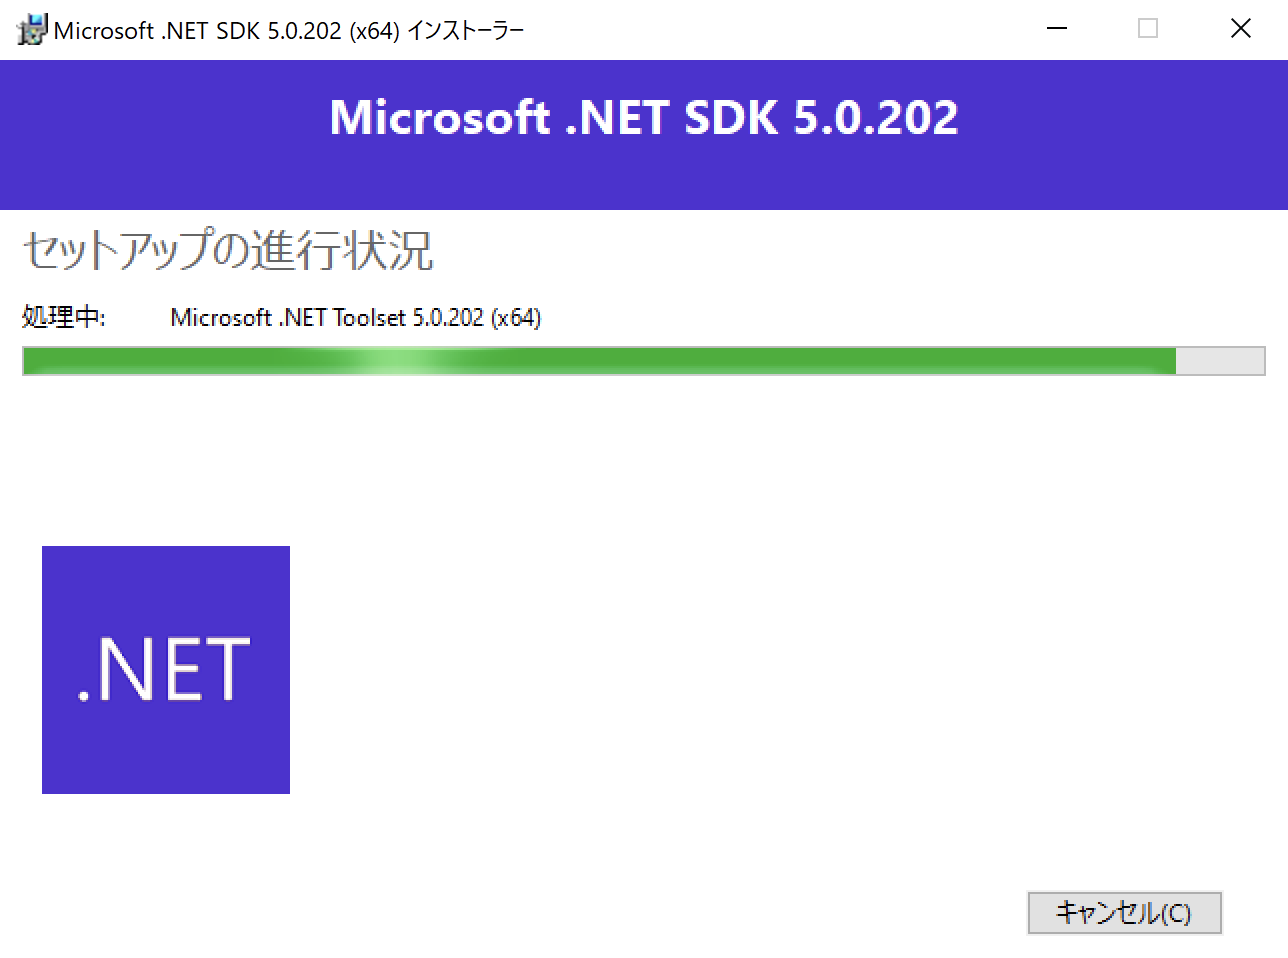 Microsoft .NET SDK 5.0.202 (x64) インストーラー
Microsoft .NET SDK 5.0.202
セットアップの進行状況
処理中: Microsoft .NET Toolset 5.0.202 (x64)
.NET
キャンセル(C)